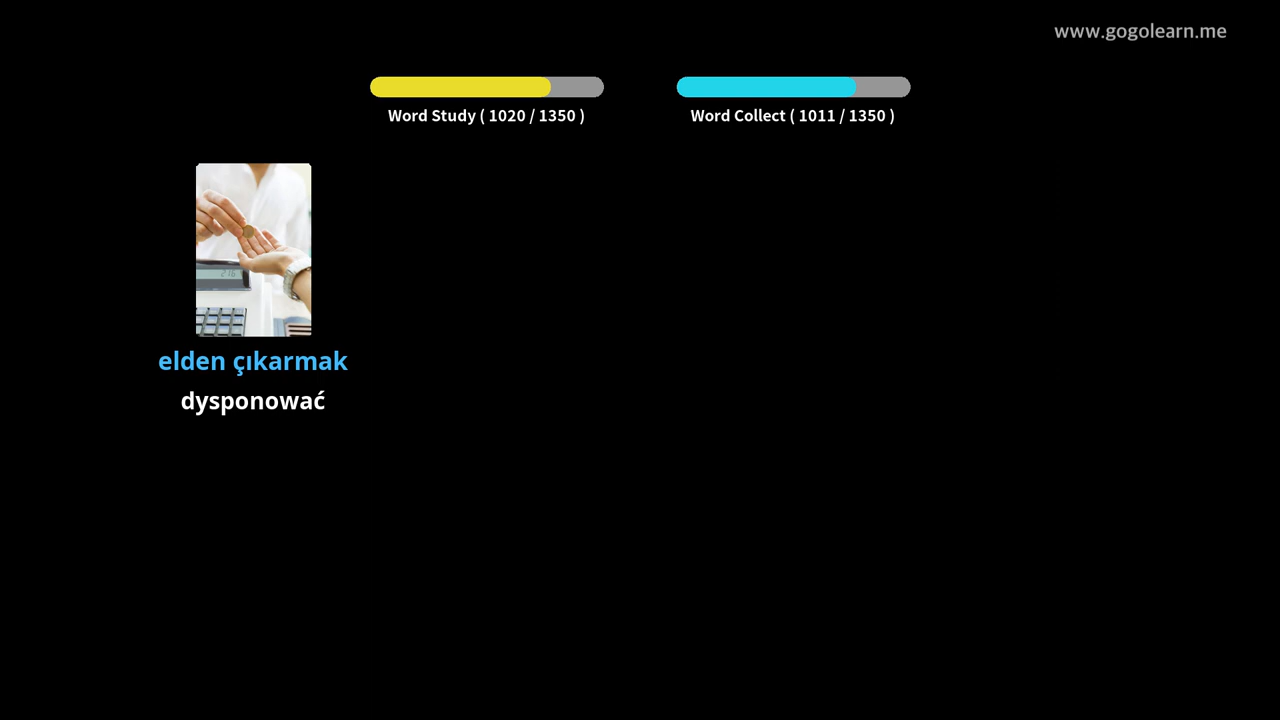 www.gogolearn.me
Word Study ( 1020 / 1350 )
Word Collect ( 1011 / 1350 )
elden çıkarmak
dysponować